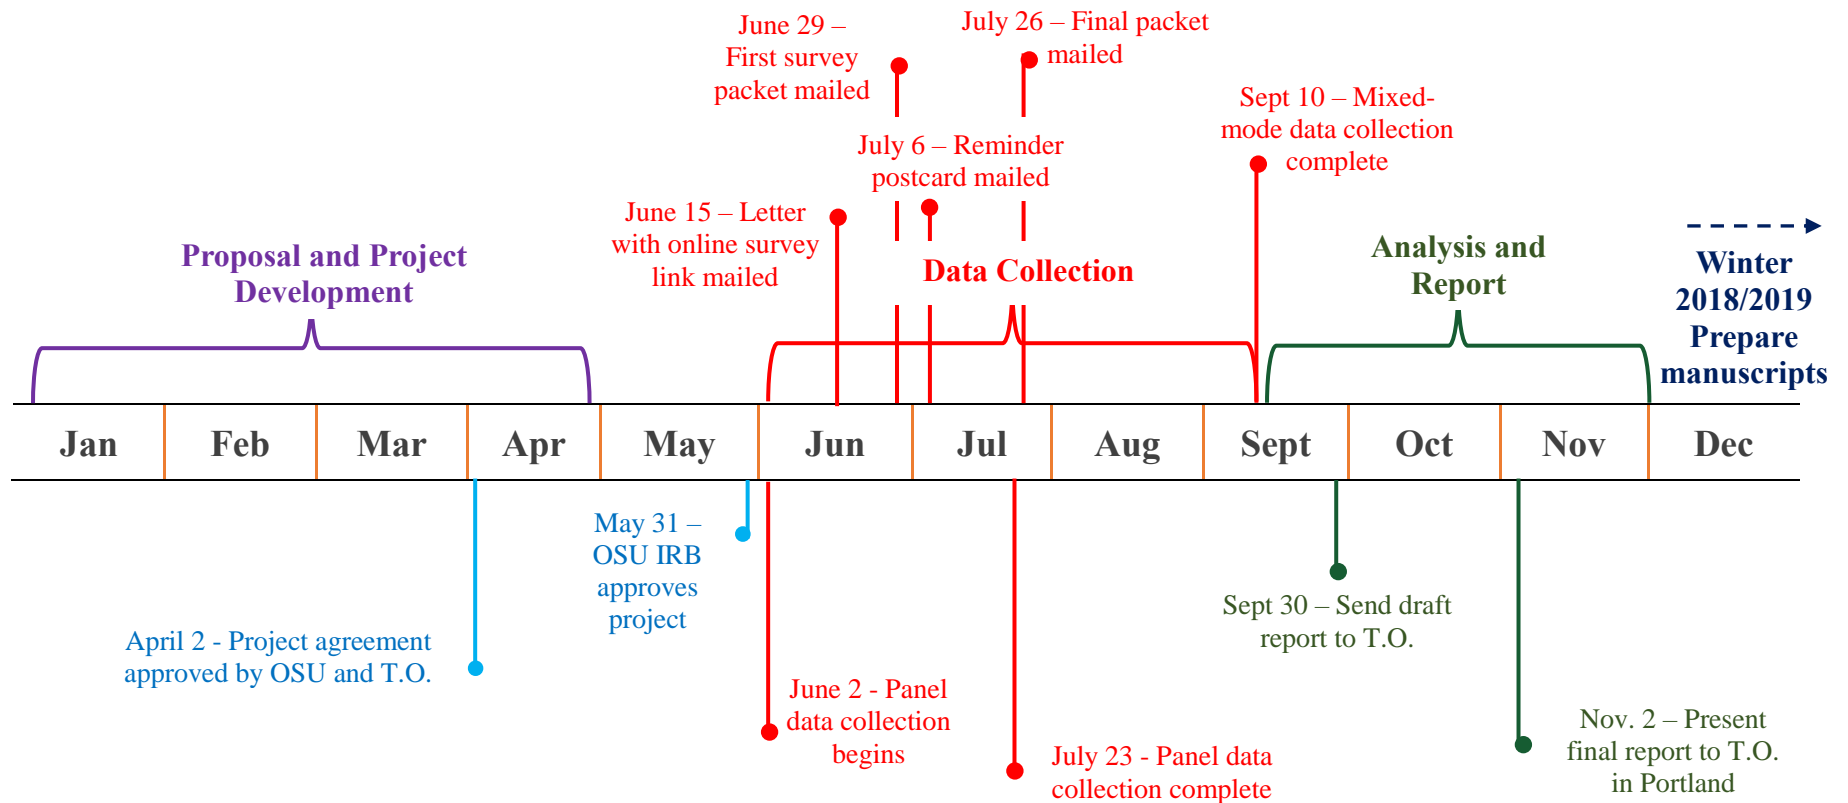 June 29 –
First survey
packet mailed
July 26 – Final packet
mailed
Sept 10 – Mixed-
mode data collection
complete
July 6 – Reminder
postcard mailed
June 15 – Letter
with online survey
link mailed
Proposal and Project
Development
Data Collection
Analysis and
Report
Winter
2018/2019
Prepare
manuscripts
Jan
Feb
Mar
Apr
May
Jun
Jul
Aug
Sept
Oct
Nov
Dec
May 31 –
OSU IRB
approves
project
April 2 - Project agreement
approved by OSU and T.O.
June 2 - Panel
data collection
begins
July 23 - Panel data
collection complete
Sept 30 – Send draft
report to T.O.
Nov. 2 – Present
final report to T.O.
in Portland